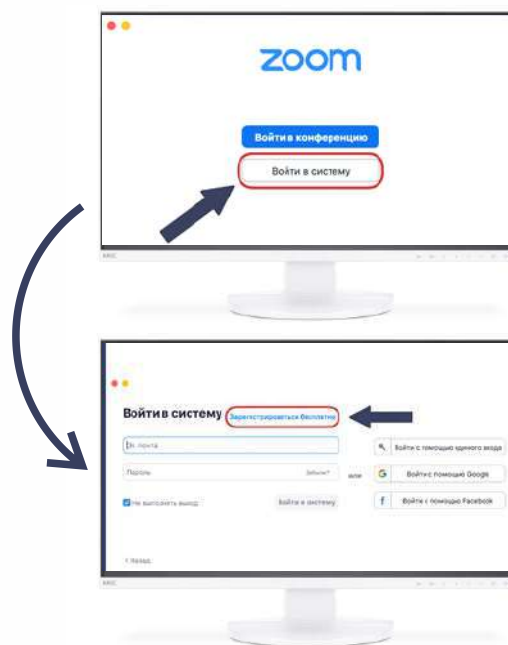 zoom
Войти в конференцию
Войти в систему
Войти в систему
Зарегистрироваться бесплатно
Эл. почта
Пароль
Забыли?
Не выполнять выход
Войти в систему
или
Войти с помощью единого входа
Войти с помощью Google
Войти с помощью Facebook
< Назад